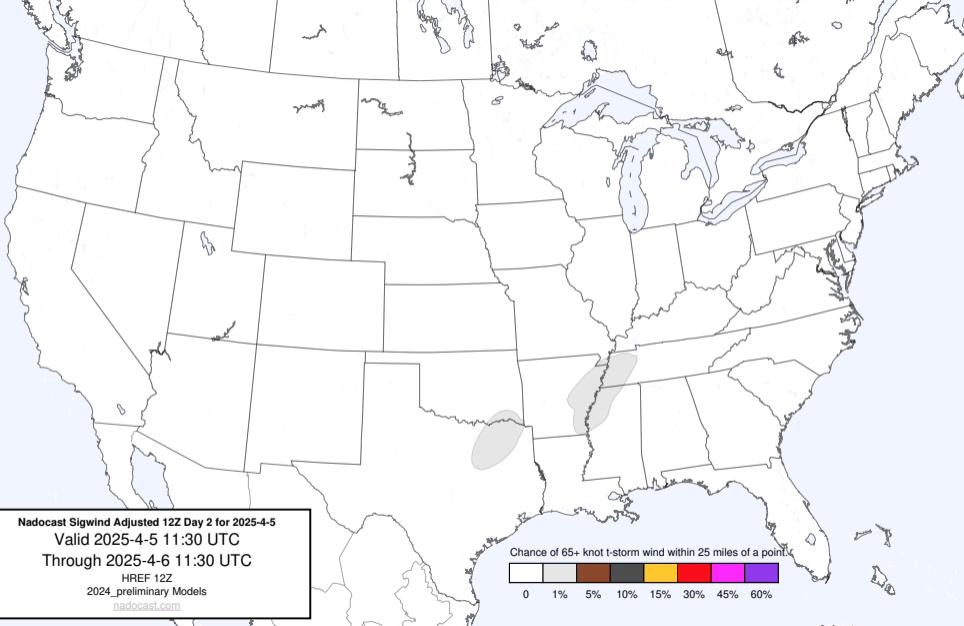 Nadocast Sigwind Adjusted 12Z Day 2 for 2025-4-5
Valid 2025-4-5 11:30 UTC
Through 2025-4-6 11:30 UTC
HREF 12Z
2024_preliminary Models
nadocast.com
Chance of 65+ knot t-storm wind within 25 miles of a point.
0 1% 5% 10% 15% 30% 45% 60%